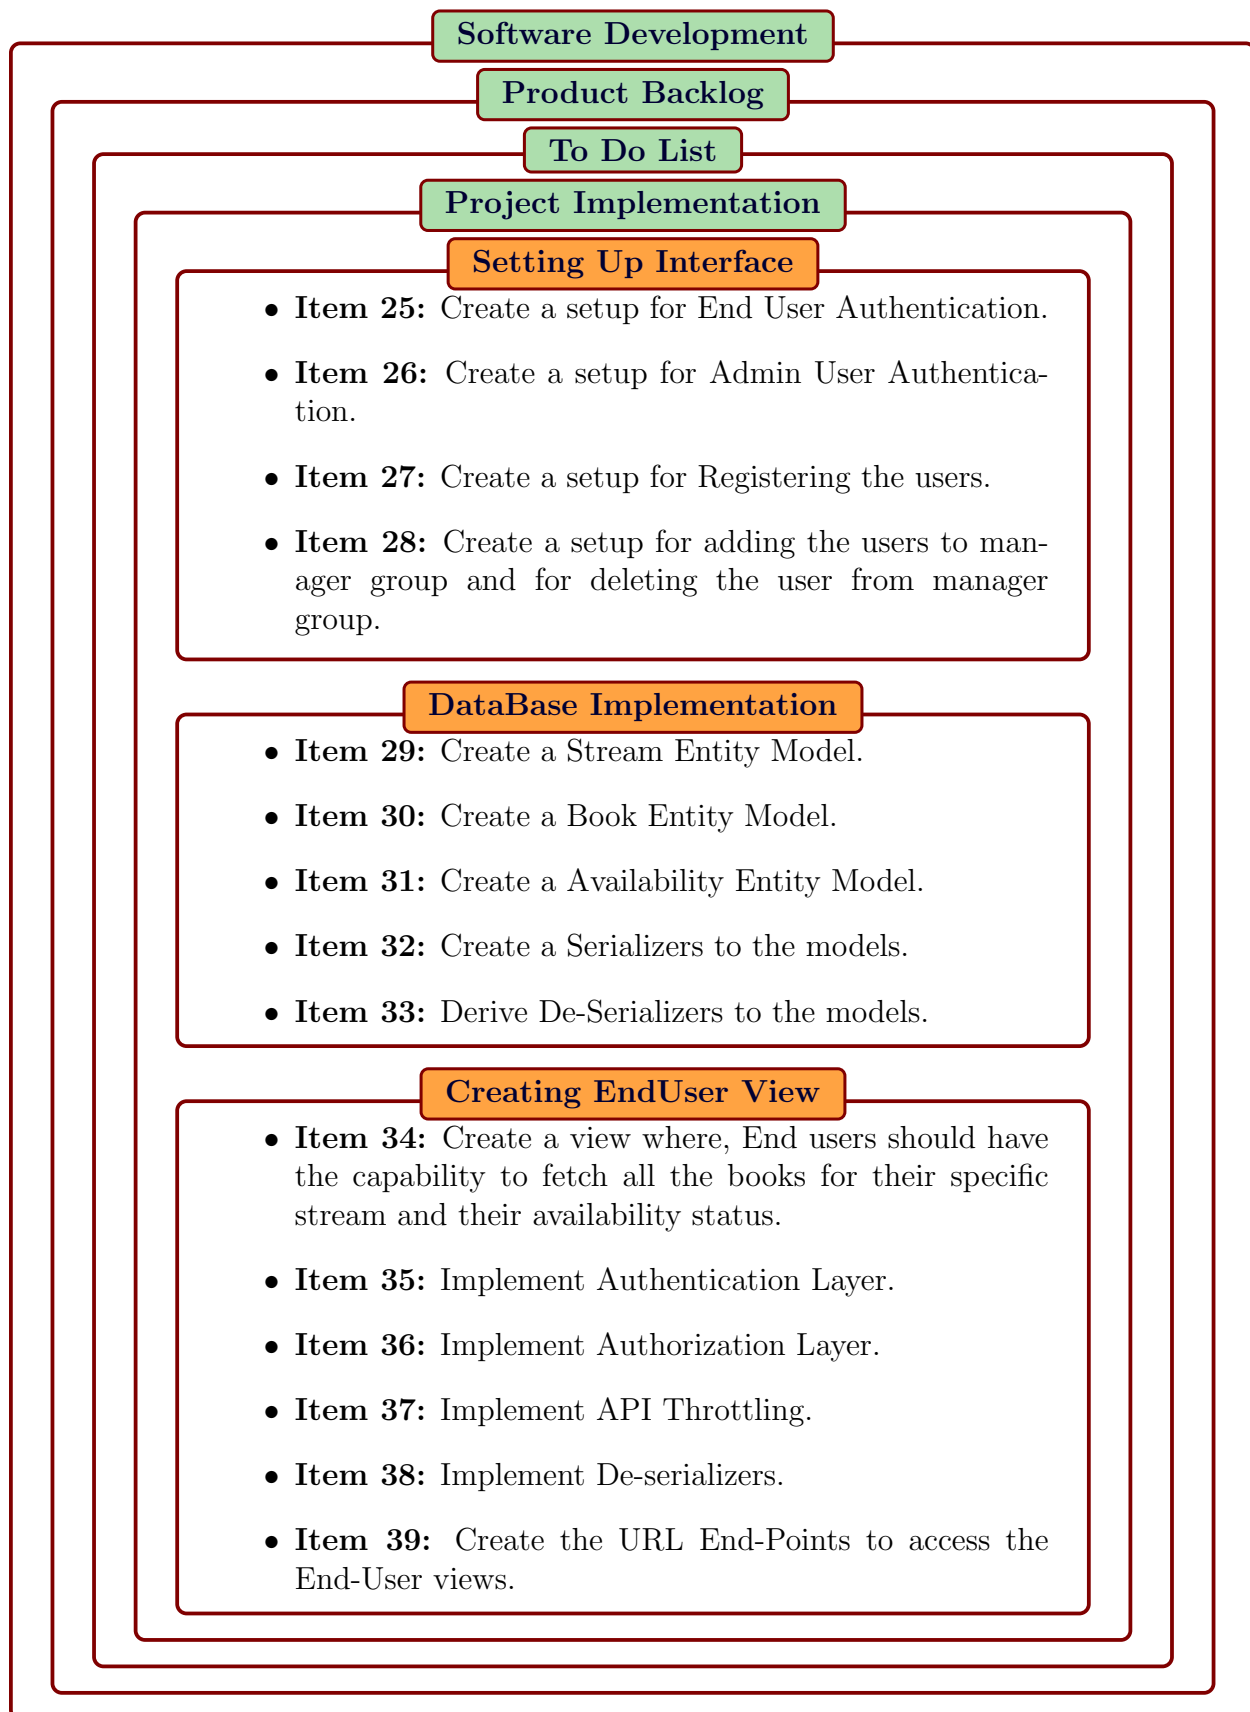 Software Development
Product Backlog
To Do List
Project Implementation
Setting Up Interface
• Item 25: Create a setup for End User Authentication.
• Item 26: Create a setup for Admin User Authentica-
tion.
• Item 27: Create a setup for Registering the users.
• Item 28: Create a setup for adding the users to man-
ager group and for deleting the user from manager
group.
DataBase Implementation
• Item 29: Create a Stream Entity Model.
• Item 30: Create a Book Entity Model.
• Item 31: Create a Availability Entity Model.
• Item 32: Create a Serializers to the models.
• Item 33: Derive De-Serializers to the models.
Creating EndUser View
• Item 34: Create a view where, End users should have
the capability to fetch all the books for their specific
stream and their availability status.
• Item 35: Implement Authentication Layer.
• Item 36: Implement Authorization Layer.
• Item 37: Implement API Throttling.
• Item 38: Implement De-serializers.
• Item 39: Create the URL End-Points to access the
End-User views.